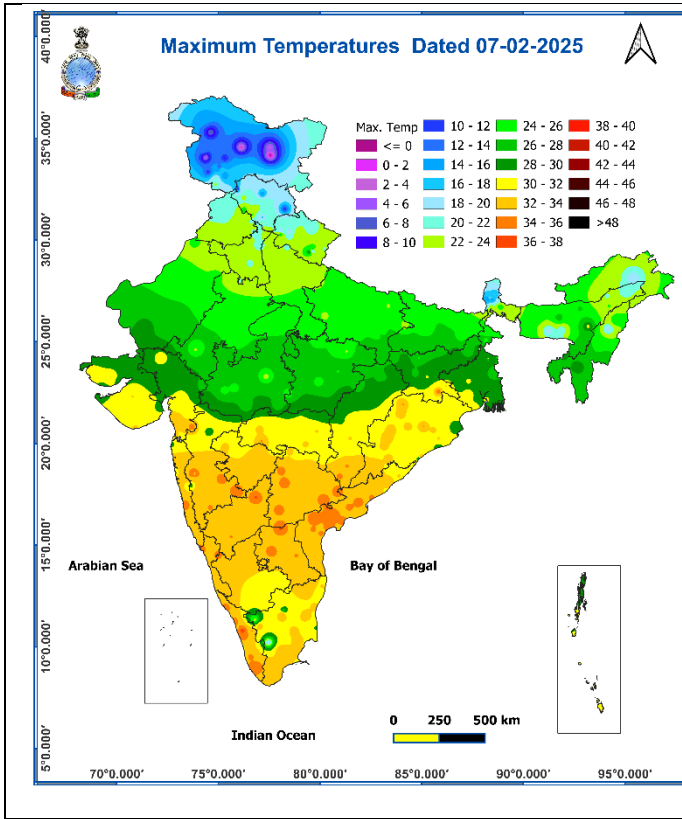 Maximum Temperatures Dated 07-02-2025
Max. Temp
<= 0
0 - 2
2 - 4
4 - 6
6 - 8
8 - 10
10 - 12
12 - 14
14 - 16
16 - 18
18 - 20
20 - 22
22 - 24
24 - 26
26 - 28
28 - 30
30 - 32
32 - 34
34 - 36
36 - 38
38 - 40
40 - 42
42 - 44
44 - 46
46 - 48
>48
40°0.000'
35°0.000'
30°0.000'
25°0.000'
20°0.000'
15°0.000'
10°0.000'
5°0.000'
Arabian Sea
Bay of Bengal
Indian Ocean
0 250 500 km
70°0.000' 75°0.000' 80°0.000' 85°0.000' 90°0.000' 95°0.000'